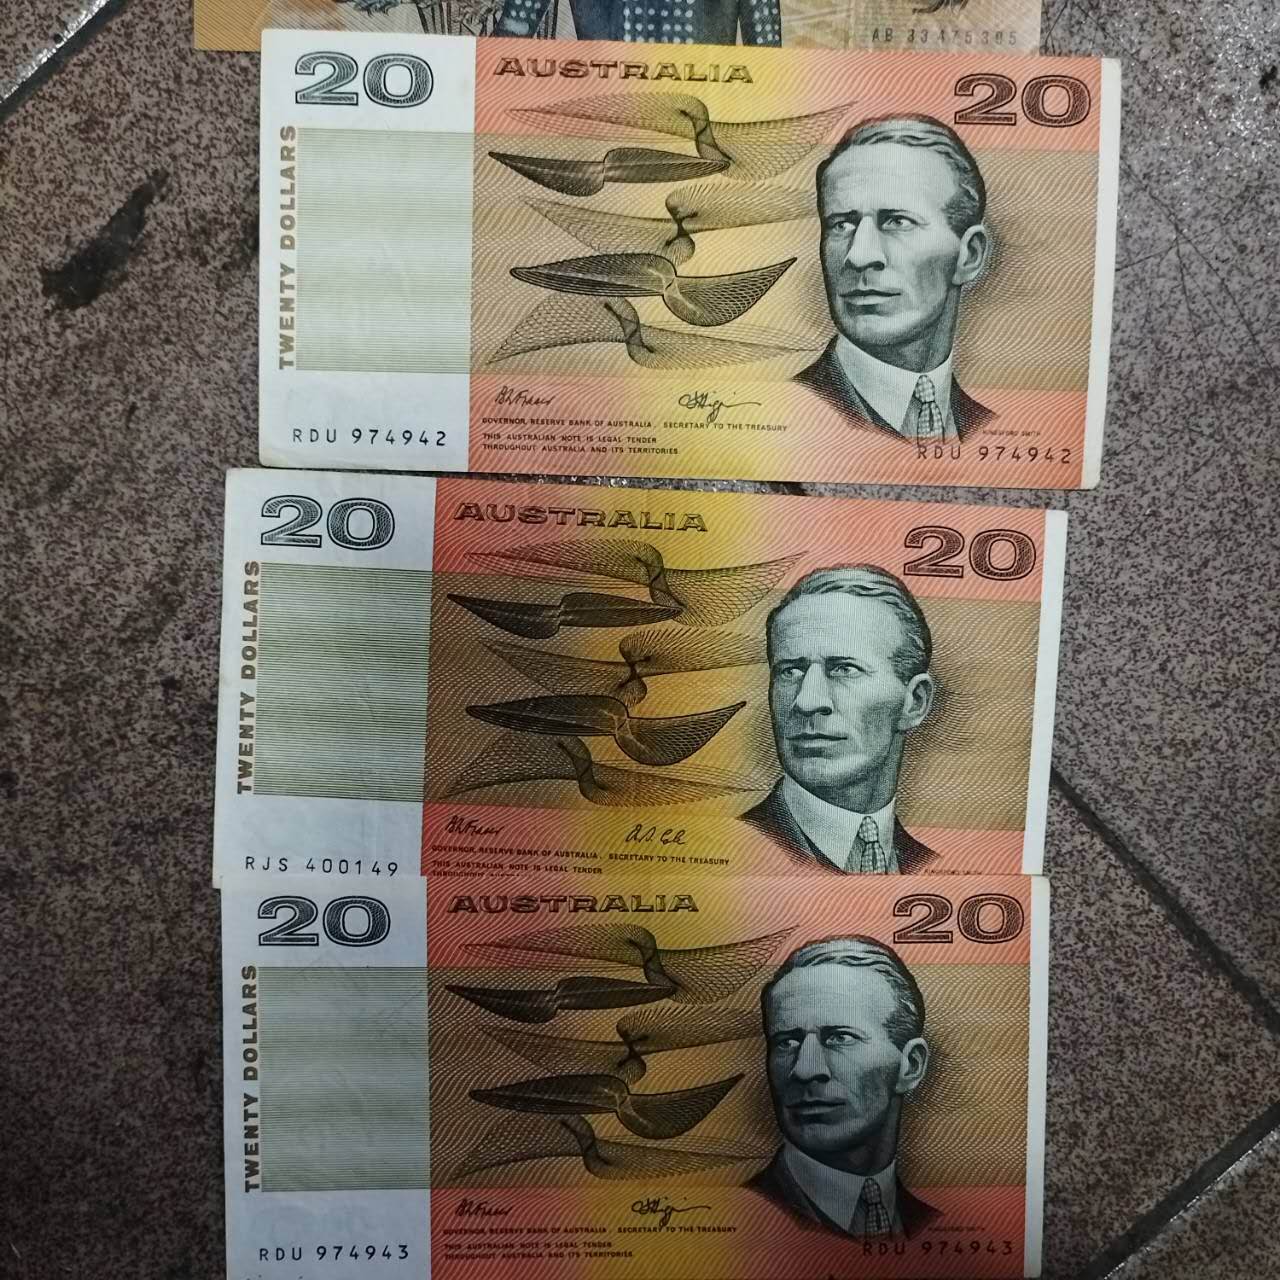 AB 33475305
20 AUSTRALIA 20
TWENTY DOLLARS
GOVERNOR, RESERVE BANK OF AUSTRALIA. SECRETARY TO THE TREASURY
THIS AUSTRALIAN NOTE IS LEGAL TENDER
THROUGHOUT AUSTRALIA AND ITS TERRITORIES
KINGSFORD SMITH
RDU 974942
RDU 974942
20 AUSTRALIA 20
TWENTY DOLLARS
GOVERNOR, RESERVE BANK OF AUSTRALIA. SECRETARY TO THE TREASURY
THIS AUSTRALIAN NOTE IS LEGAL TENDER
RJS 400149
20 AUSTRALIA 20
TWENTY DOLLARS
GOVERNOR, RESERVE BANK OF AUSTRALIA. SECRETARY TO THE TREASURY
THIS AUSTRALIAN NOTE IS LEGAL TENDER
THROUGHOUT AUSTRALIA AND ITS TERRITORIES
RDU 974943
RDU 974943